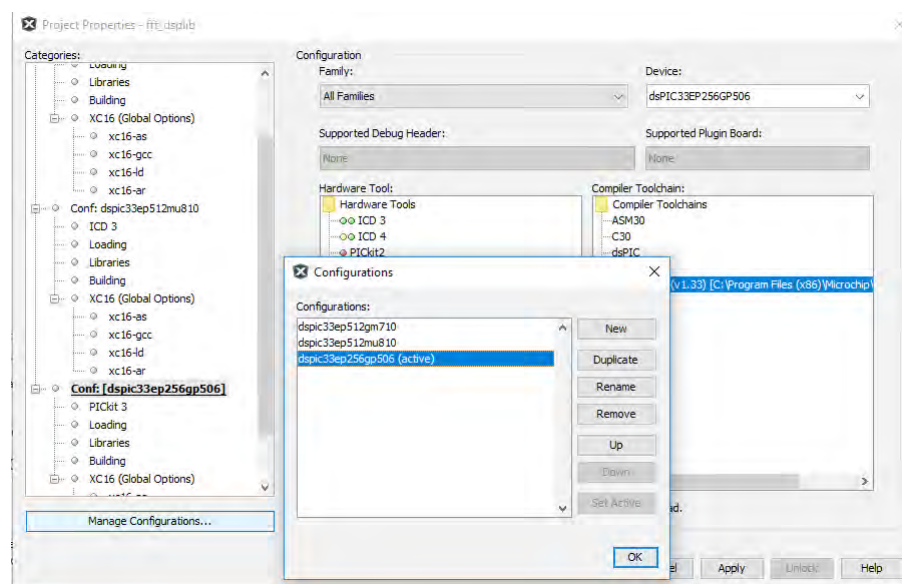 Project Properties - fft_dsplib
Categories:
Loading
Libraries
Building
XC16 (Global Options)
xc16-as
xc16-gcc
xc16-ld
xc16-ar
Conf: dspic33ep512mu810
ICD 3
Loading
Libraries
Building
XC16 (Global Options)
xc16-as
xc16-gcc
xc16-ld
xc16-ar
Conf: [dspic33ep256gp506]
PICkit 3
Loading
Libraries
Building
XC16 (Global Options)
Manage Configurations...
Configuration
Family:
All Families
Device:
dsPIC33EP256GP506
Supported Debug Header:
None
Supported Plugin Board:
None
Hardware Tool:
Hardware Tools
ICD 3
ICD 4
PICkit2
Compiler Toolchain:
Compiler Toolchains
ASM30
C30
dsPIC
(v1.33) [C:\Program Files (x86)\Microchip\
Configurations
Configurations:
dspic33ep512gm710
dspic33ep512mu810
dspic33ep256gp506 (active)
New
Duplicate
Rename
Remove
Up
Down
Set Active
OK
Apply
Unlock
Help